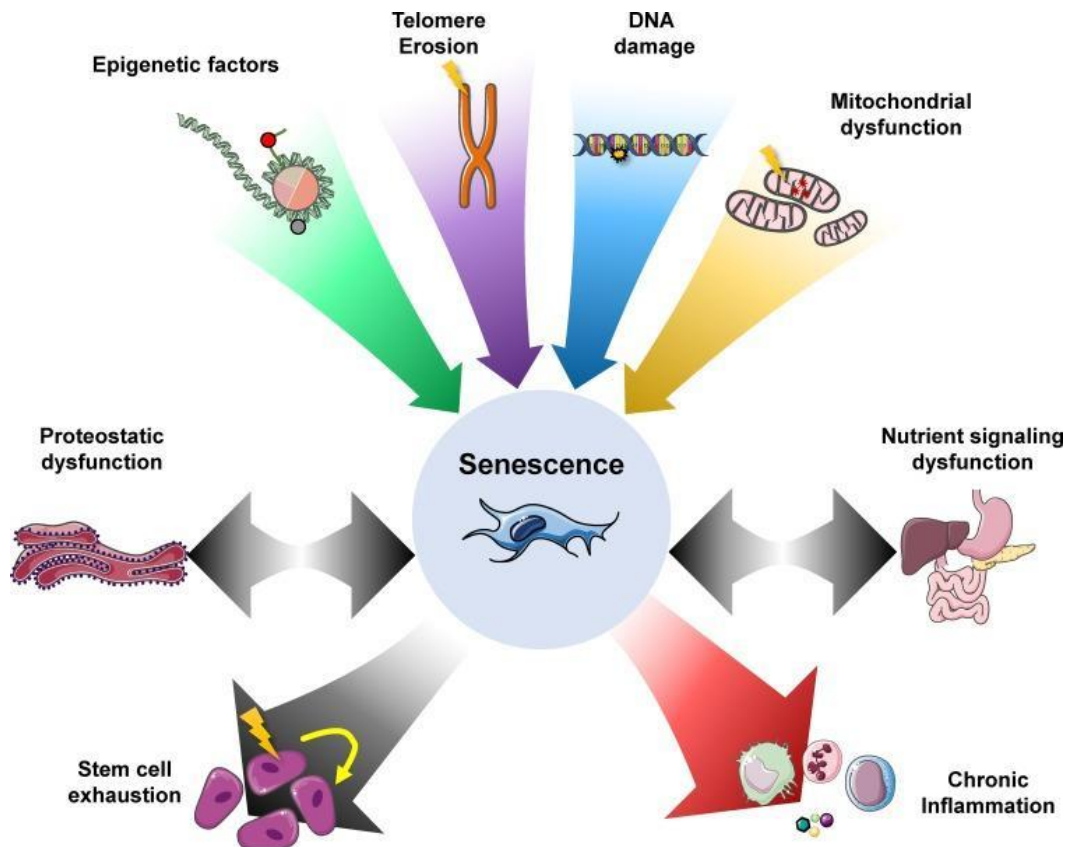 Telomere
Erosion
DNA
damage
Epigenetic factors
Mitochondrial
dysfunction
Proteostatic
dysfunction
Senescence
Nutrient signaling
dysfunction
Stem cell
exhaustion
Chronic
Inflammation